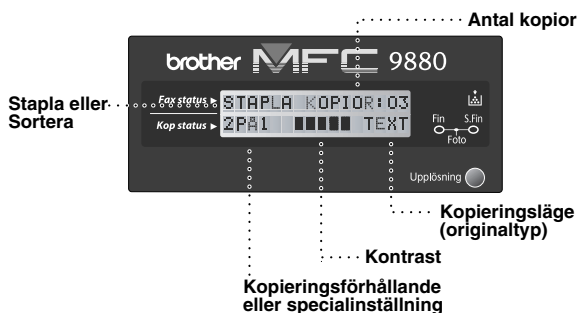 Antal kopior
brother MFC 9880
Stapla eller
Sortera
Fax status
STAPLA KOPIOR:03
Kop status
2PÅ1 TEXT
Fin S.Fin
Foto
Upplösning
Kopieringsläge
(originaltyp)
Kontrast
Kopieringsförhållande
eller specialinställning